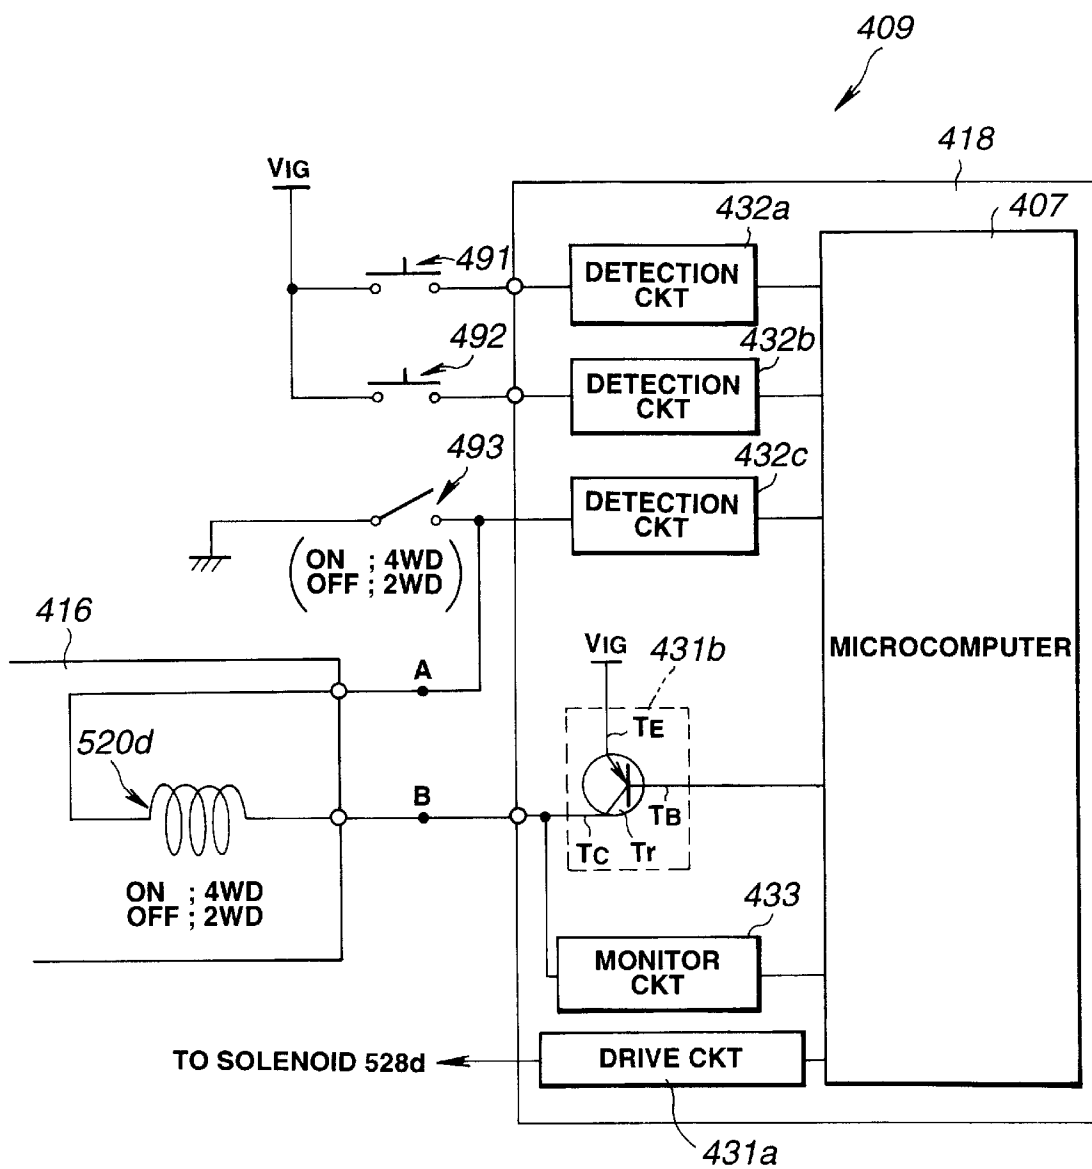 409
418
VIG
407
432a
491
DETECTION
CKT
432b
492
DETECTION
CKT
432c
493
DETECTION
CKT
(ON ; 4WD
OFF ; 2WD)
416
MICROCOMPUTER
VIG
431b
A
TE
520d
B
TB
TC
Tr
ON ; 4WD
OFF ; 2WD
433
MONITOR
CKT
TO SOLENOID 528d
DRIVE CKT
431a